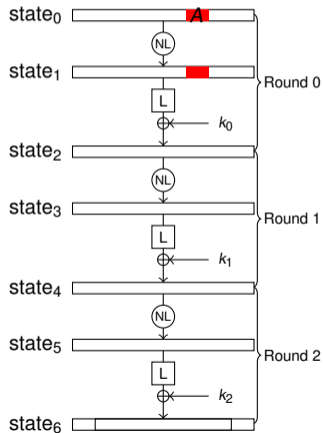 state₀ A
NL
state₁
Round 0
L
k₀
state₂
NL
state₃
Round 1
L
k₁
state₄
NL
state₅
Round 2
L
k₂
state₆